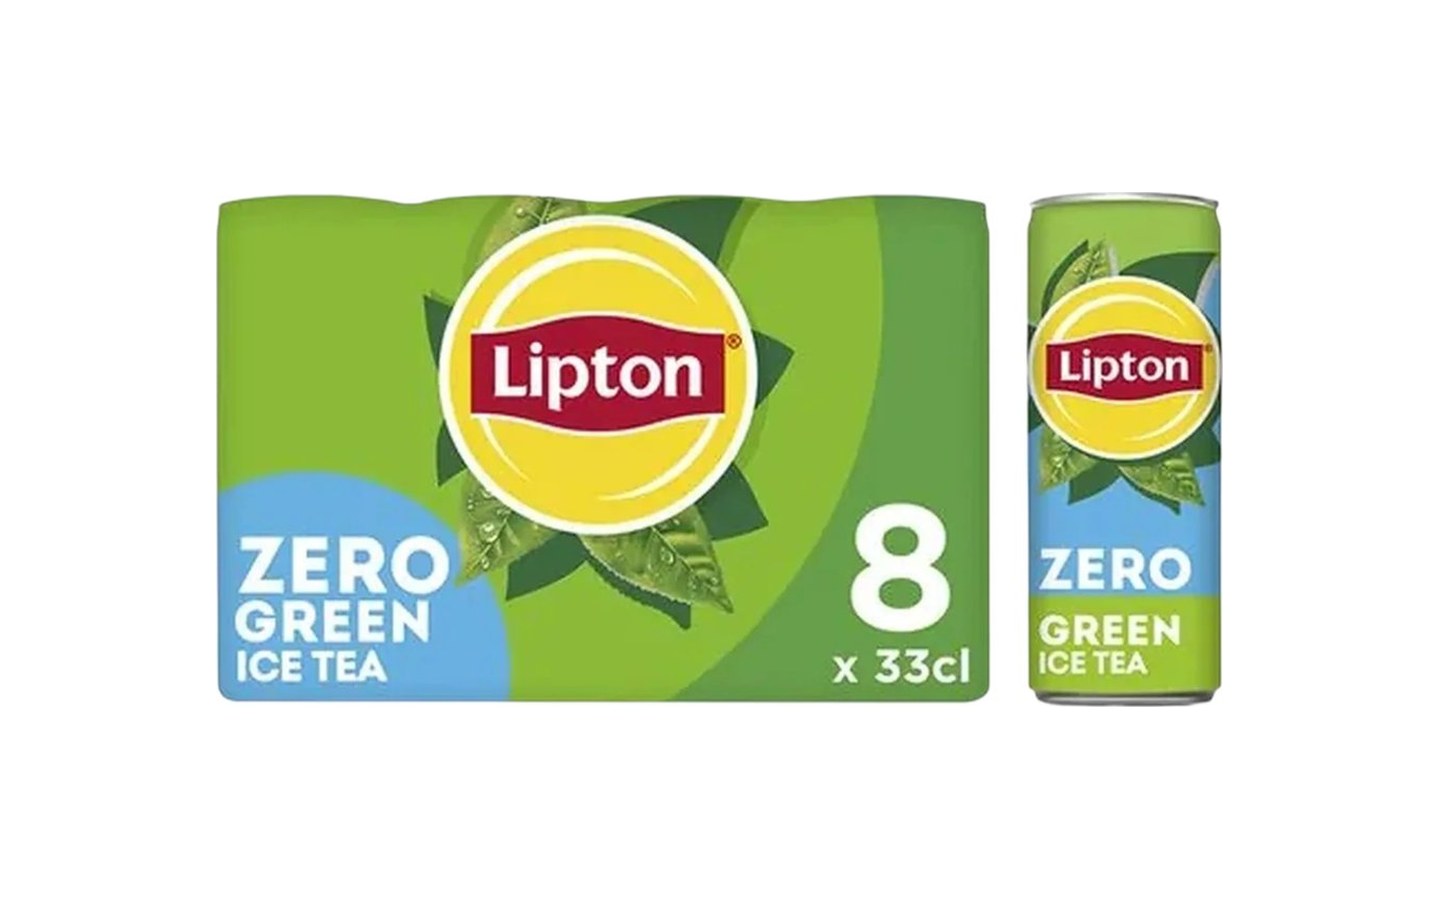 Lipton®
ZERO
GREEN
ICE TEA
8
x 33cl
Lipton®
ZERO
GREEN
ICE TEA